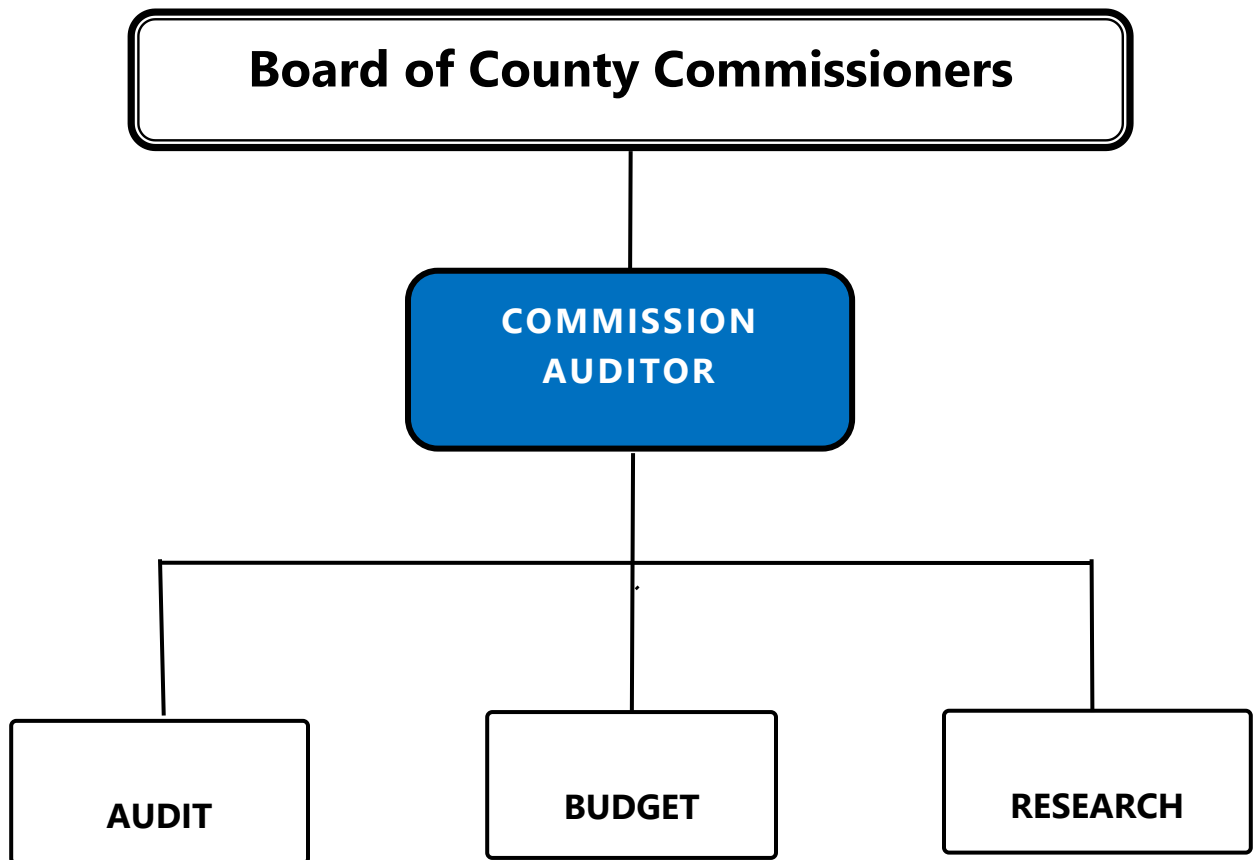 Board of County Commissioners
COMMISSION
AUDITOR
AUDIT
BUDGET
RESEARCH